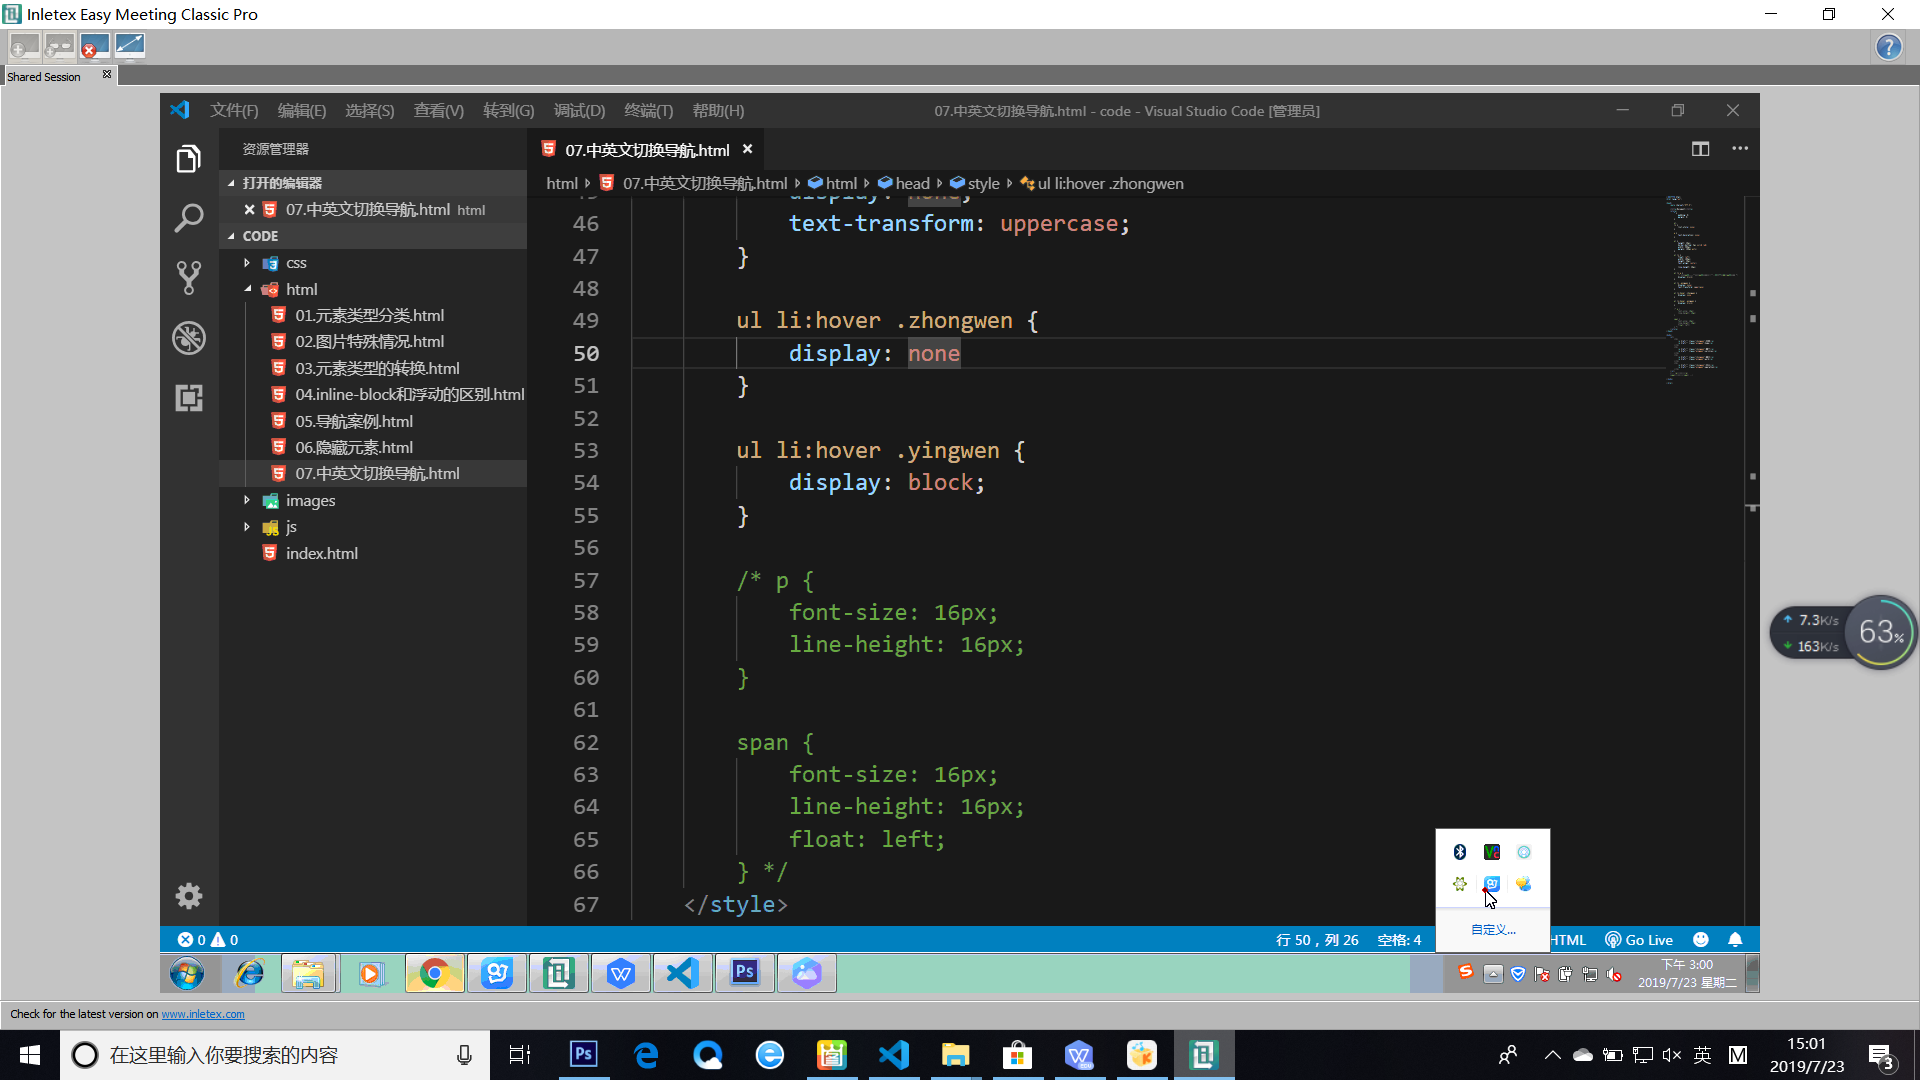 Inletex Easy Meeting Classic Pro
Shared Session
文件(F) 编辑(E) 选择(S) 查看(V) 转到(G) 调试(D) 终端(T) 帮助(H)
07.中英文切换导航.html - code - Visual Studio Code [管理员]
资源管理器
07.中英文切换导航.html
打开的编辑器
html 07.中英文切换导航.html html head style ul li:hover .zhongwen
07.中英文切换导航.html html
CODE
css
html
01.元素类型分类.html
02.图片特殊情况.html
03.元素类型的转换.html
04.inline-block和浮动的区别.html
05.导航案例.html
06.隐藏元素.html
07.中英文切换导航.html
images
js
index.html
45 display: none;
46 text-transform: uppercase;
47 }
48
49 ul li:hover .zhongwen {
50 display: none
51 }
52
53 ul li:hover .yingwen {
54 display: block;
55 }
56
57 /* p {
58 font-size: 16px;
59 line-height: 16px;
60 }
61
62 span {
63 font-size: 16px;
64 line-height: 16px;
65 float: left;
66 } */
67 </style>
7.3K/s
163K/s
63%
自定义...
0 0
行 50，列 26 空格: 4 HTML Go Live
Ps
下午 3:00
2019/7/23 星期二
Check for the latest version on www.inletex.com
在这里输入你要搜索的内容
Ps
英 M
15:01
2019/7/23
3